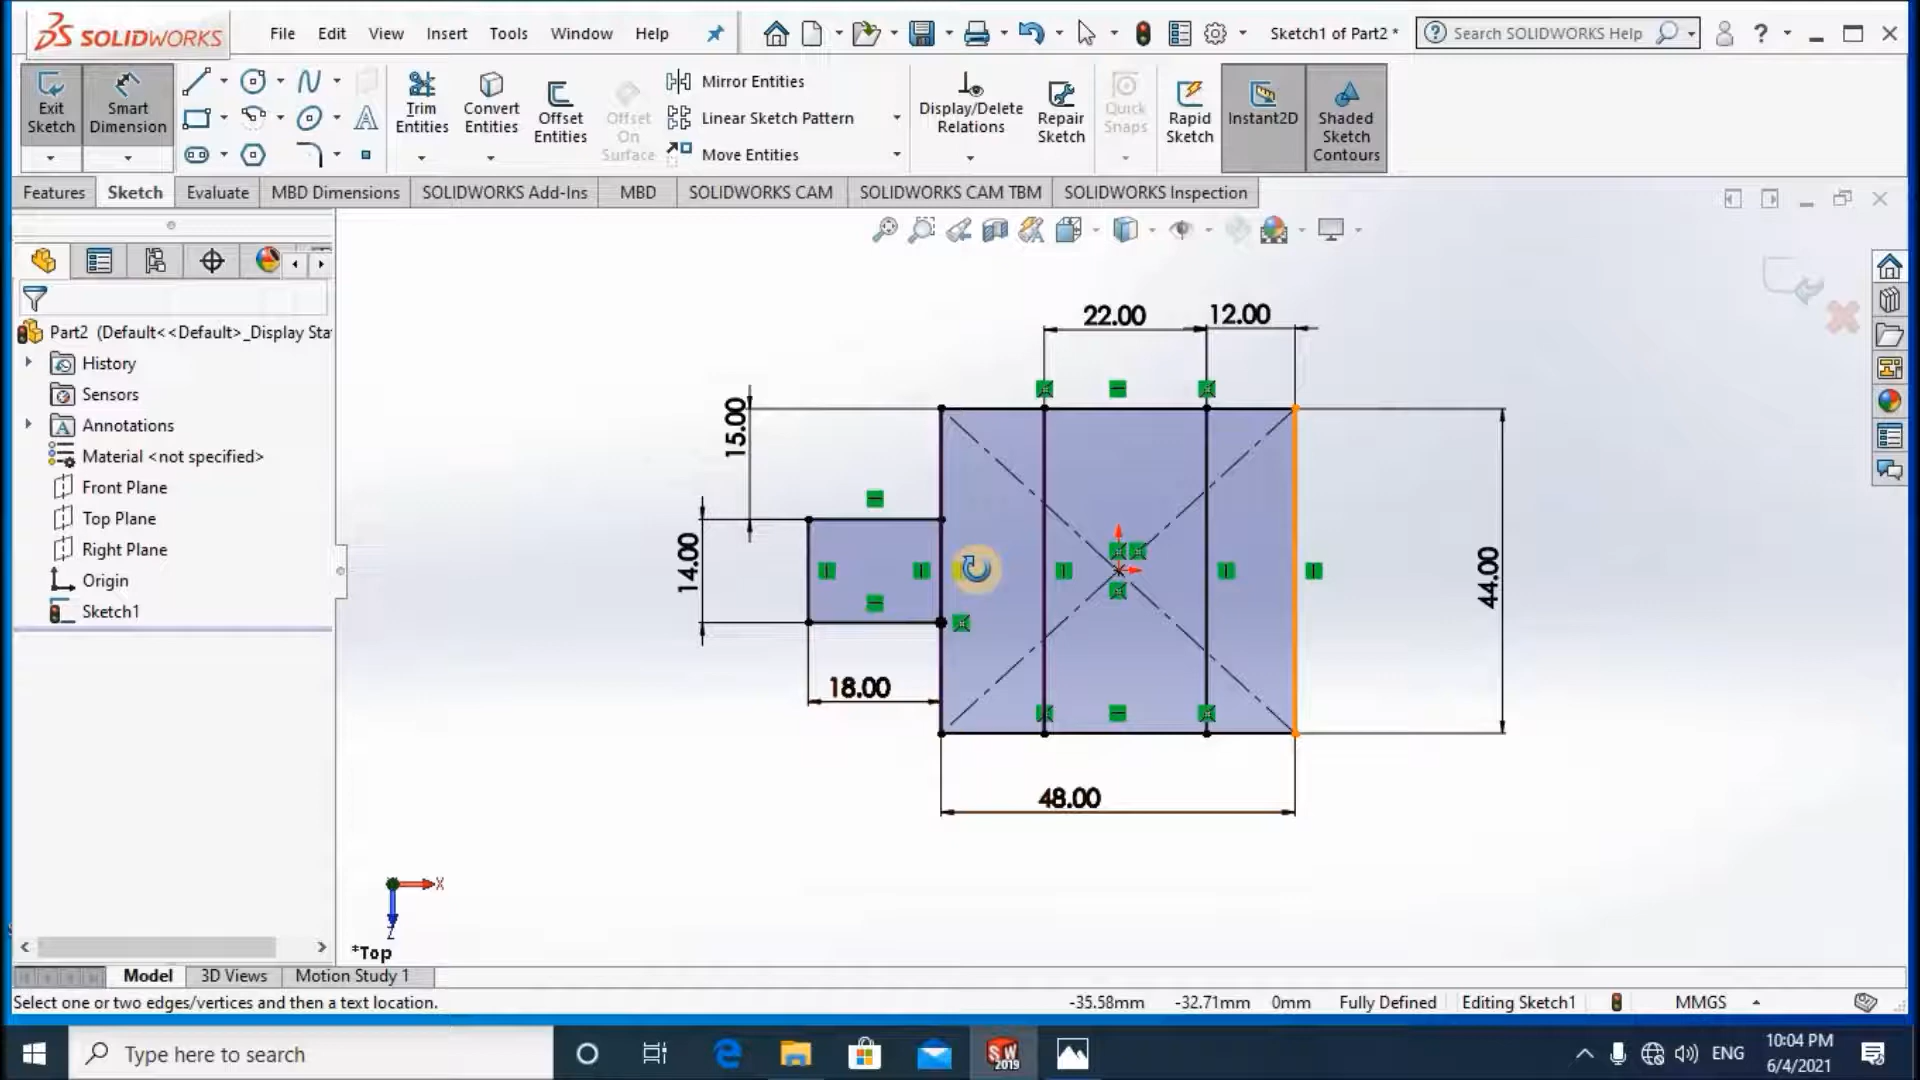 SOLIDWORKS File Edit View Insert Tools Window Help Sketch1 of Part2 * Search SOLIDWORKS Help
Exit Sketch
Smart Dimension
Trim Entities
Convert Entities
Offset Entities
Offset On Surface
Mirror Entities
Linear Sketch Pattern
Move Entities
Display/Delete Relations
Repair Sketch
Quick Snaps
Rapid Sketch
Instant2D
Shaded Sketch Contours
Features Sketch Evaluate MBD Dimensions SOLIDWORKS Add-Ins MBD SOLIDWORKS CAM SOLIDWORKS CAM TBM SOLIDWORKS Inspection
Part2 (Default<<Default>_Display Sta
History
Sensors
Annotations
Material <not specified>
Front Plane
Top Plane
Right Plane
Origin
Sketch1
22.00 12.00
15.00
14.00
44.00
18.00
48.00
X
Z
*Top
Model 3D Views Motion Study 1
Select one or two edges/vertices and then a text location. -35.58mm -32.71mm 0mm Fully Defined Editing Sketch1 MMGS
Type here to search
SW 2019
ENG
10:04 PM
6/4/2021